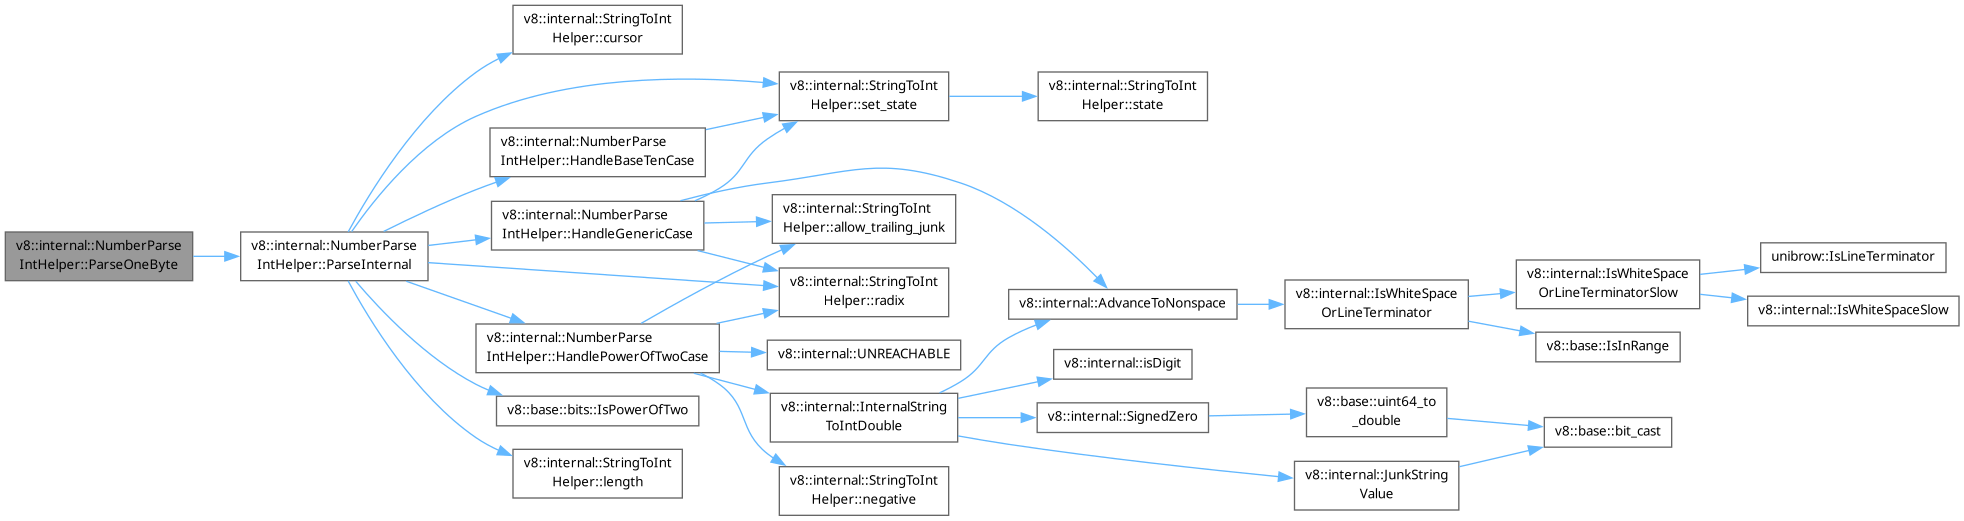 v8::internal::NumberParse
IntHelper::ParseOneByte
v8::internal::NumberParse
IntHelper::ParseInternal
v8::internal::StringToInt
Helper::cursor
v8::internal::StringToInt
Helper::set_state
v8::internal::StringToInt
Helper::state
v8::internal::NumberParse
IntHelper::HandleBaseTenCase
v8::internal::NumberParse
IntHelper::HandleGenericCase
v8::internal::StringToInt
Helper::allow_trailing_junk
v8::internal::StringToInt
Helper::radix
v8::internal::NumberParse
IntHelper::HandlePowerOfTwoCase
v8::internal::UNREACHABLE
v8::internal::InternalString
ToIntDouble
v8::internal::StringToInt
Helper::negative
v8::base::bits::IsPowerOfTwo
v8::internal::StringToInt
Helper::length
v8::internal::AdvanceToNonspace
v8::internal::isDigit
v8::internal::SignedZero
v8::internal::IsWhiteSpace
OrLineTerminator
v8::internal::IsWhiteSpace
OrLineTerminatorSlow
v8::base::IsInRange
unibrow::IsLineTerminator
v8::internal::IsWhiteSpaceSlow
v8::base::uint64_to
_double
v8::internal::JunkString
Value
v8::base::bit_cast